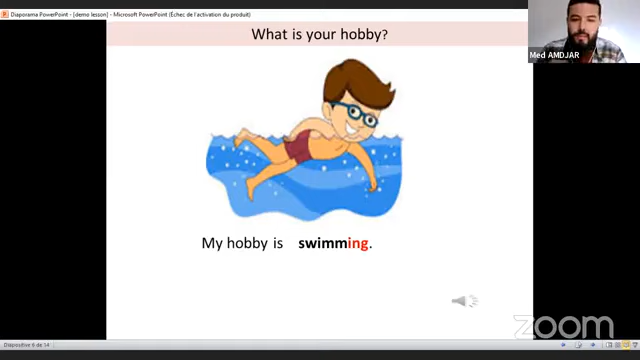 Diaporama PowerPoint - [demo lesson] - Microsoft PowerPoint (Échec de l'activation du produit)
What is your hobby?
Med AMDJAR
My hobby is swimming.
zoom
Diapositive 6 de 14